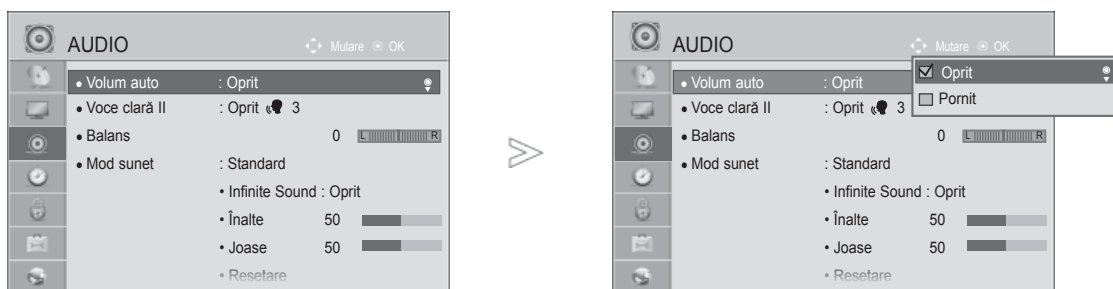 AUDIO
Mutare OK
• Volum auto : Oprit
• Voce clară II : Oprit 3
• Balans 0 L R
• Mod sunet : Standard
• Infinite Sound : Oprit
• Înalte 50
• Joase 50
• Resetare
AUDIO
Mutare OK
• Volum auto : Oprit
• Voce clară II : Oprit 3
• Balans 0 L R
• Mod sunet : Standard
• Infinite Sound : Oprit
• Înalte 50
• Joase 50
• Resetare
Oprit
Pornit